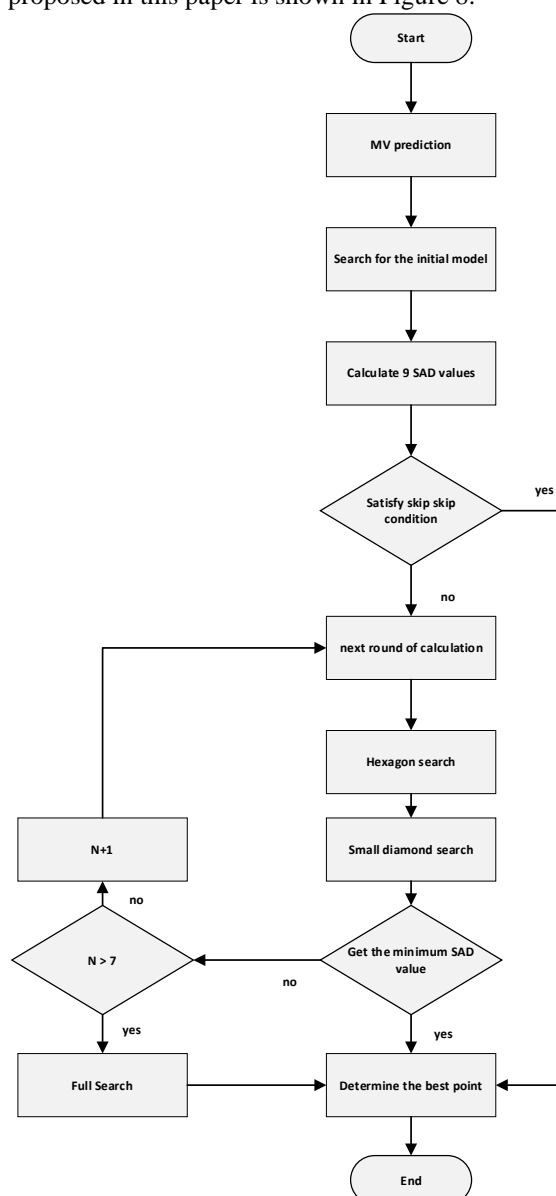 proposed in this paper is shown in Figure 8.
Start
MV prediction
Search for the initial model
Calculate 9 SAD values
Satisfy skip skip
condition
yes
no
next round of calculation
Hexagon search
N+1
Small diamond search
no
N > 7
Get the minimum SAD
value
no
yes
yes
Full Search
Determine the best point
End